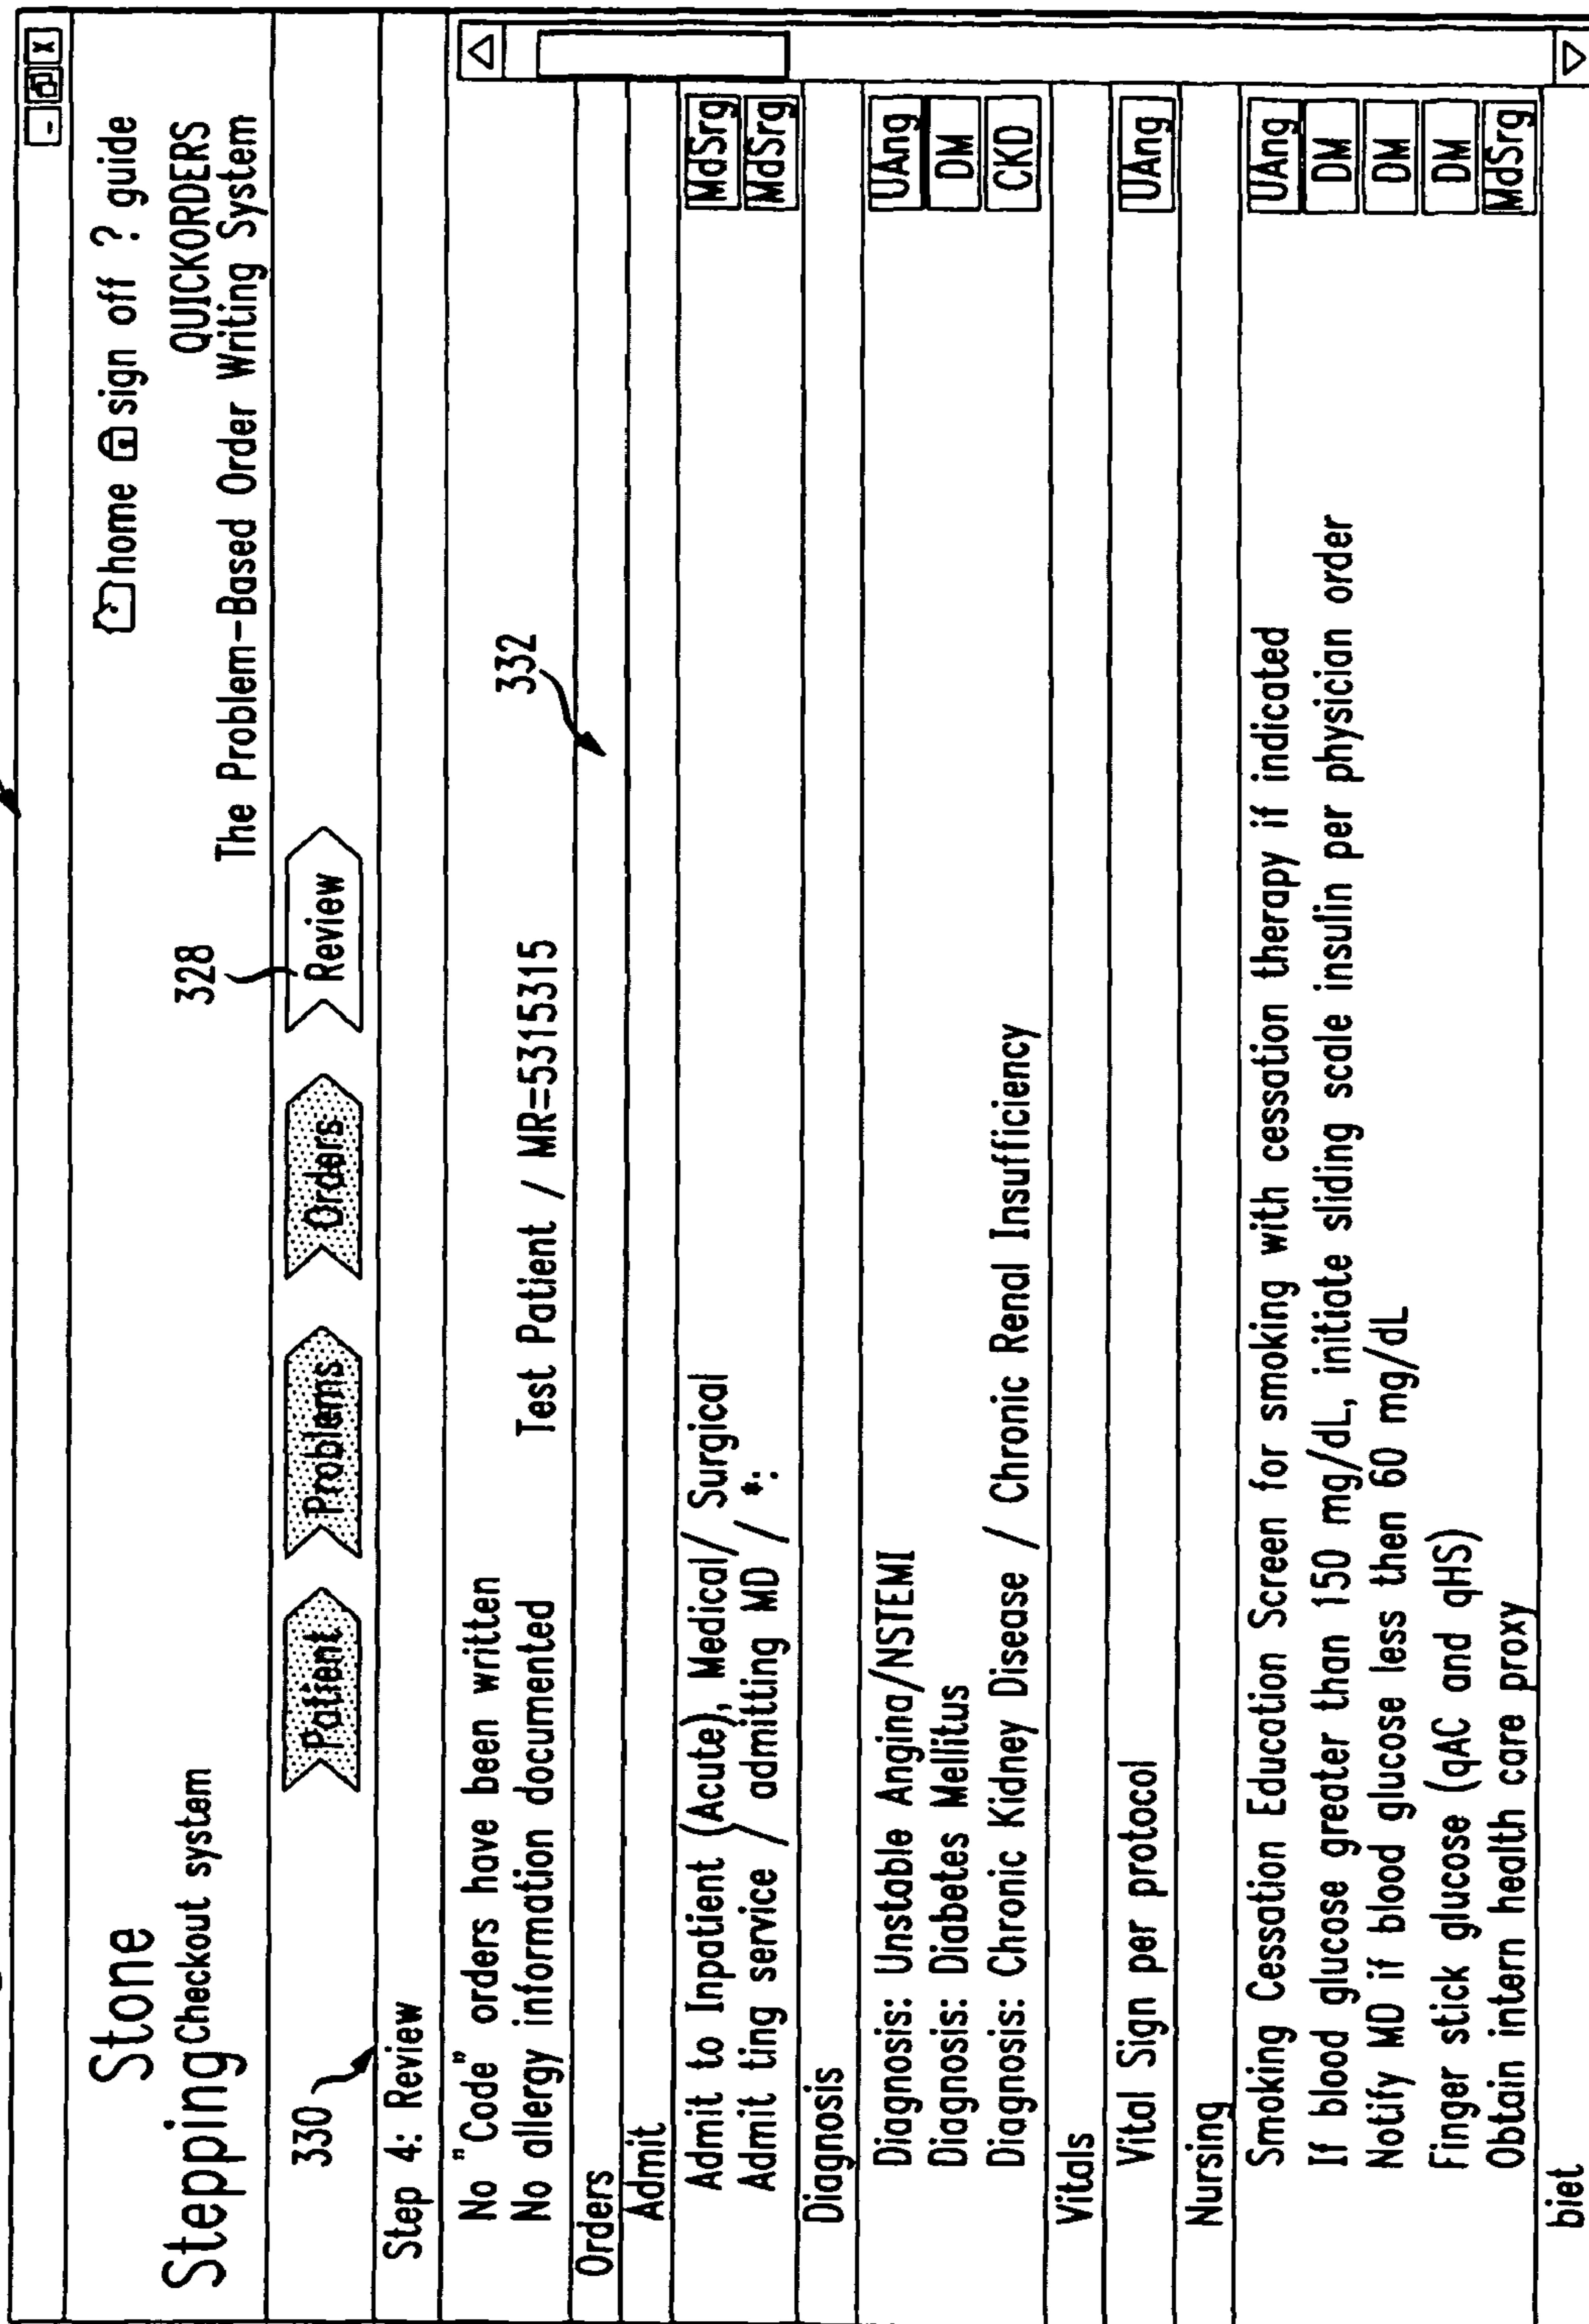 - x
home sign off ? guide
Stone
SteppingCheckout system
QUICKORDERS
The Problem-Based Order Writing System
328
330
Patient Problems Orders Review
Step 4: Review
No "Code" orders have been written
No allergy information documented
Test Patient / MR=5315315
332
Orders
Admit
Admit to Inpatient (Acute), Medical/ Surgical MdSrg
Admit ting service / admitting MD / *: MdSrg
Diagnosis
Diagnosis: Unstable Angina/NSTEMI UAng
Diagnosis: Diabetes Mellitus DM
Diagnosis: Chronic Kidney Disease / Chronic Renal Insufficiency CKD
Vitals
Vital Sign per protocol UAng
Nursing
Smoking Cessation Education Screen for smoking with cessation therapy if indicated UAng
If blood glucose greater than 150 mg/dL, initiate sliding scale insulin per physician order DM
Notify MD if blood glucose less then 60 mg/dL DM
Finger stick glucose (qAC and qHS) DM
Obtain intern health care proxy MdSrg
biet